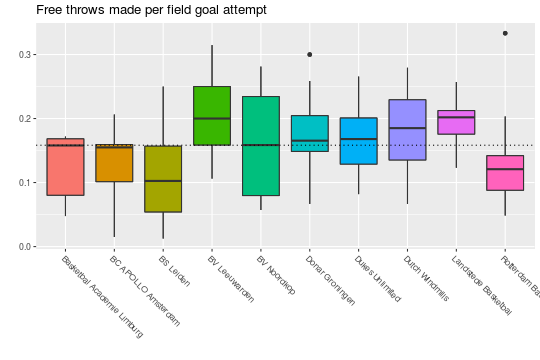 Free throws made per field goal attempt
0.3
0.2
0.1
0.0
Basketbal Academie Limburg
BC APOLLO Amsterdam
BS Leiden
BV Leeuwarden
BV Noordkop
Donar Groningen
Dukes Unlimited
Dutch Windmills
Landstede Basketbal
Rotterdam Bas